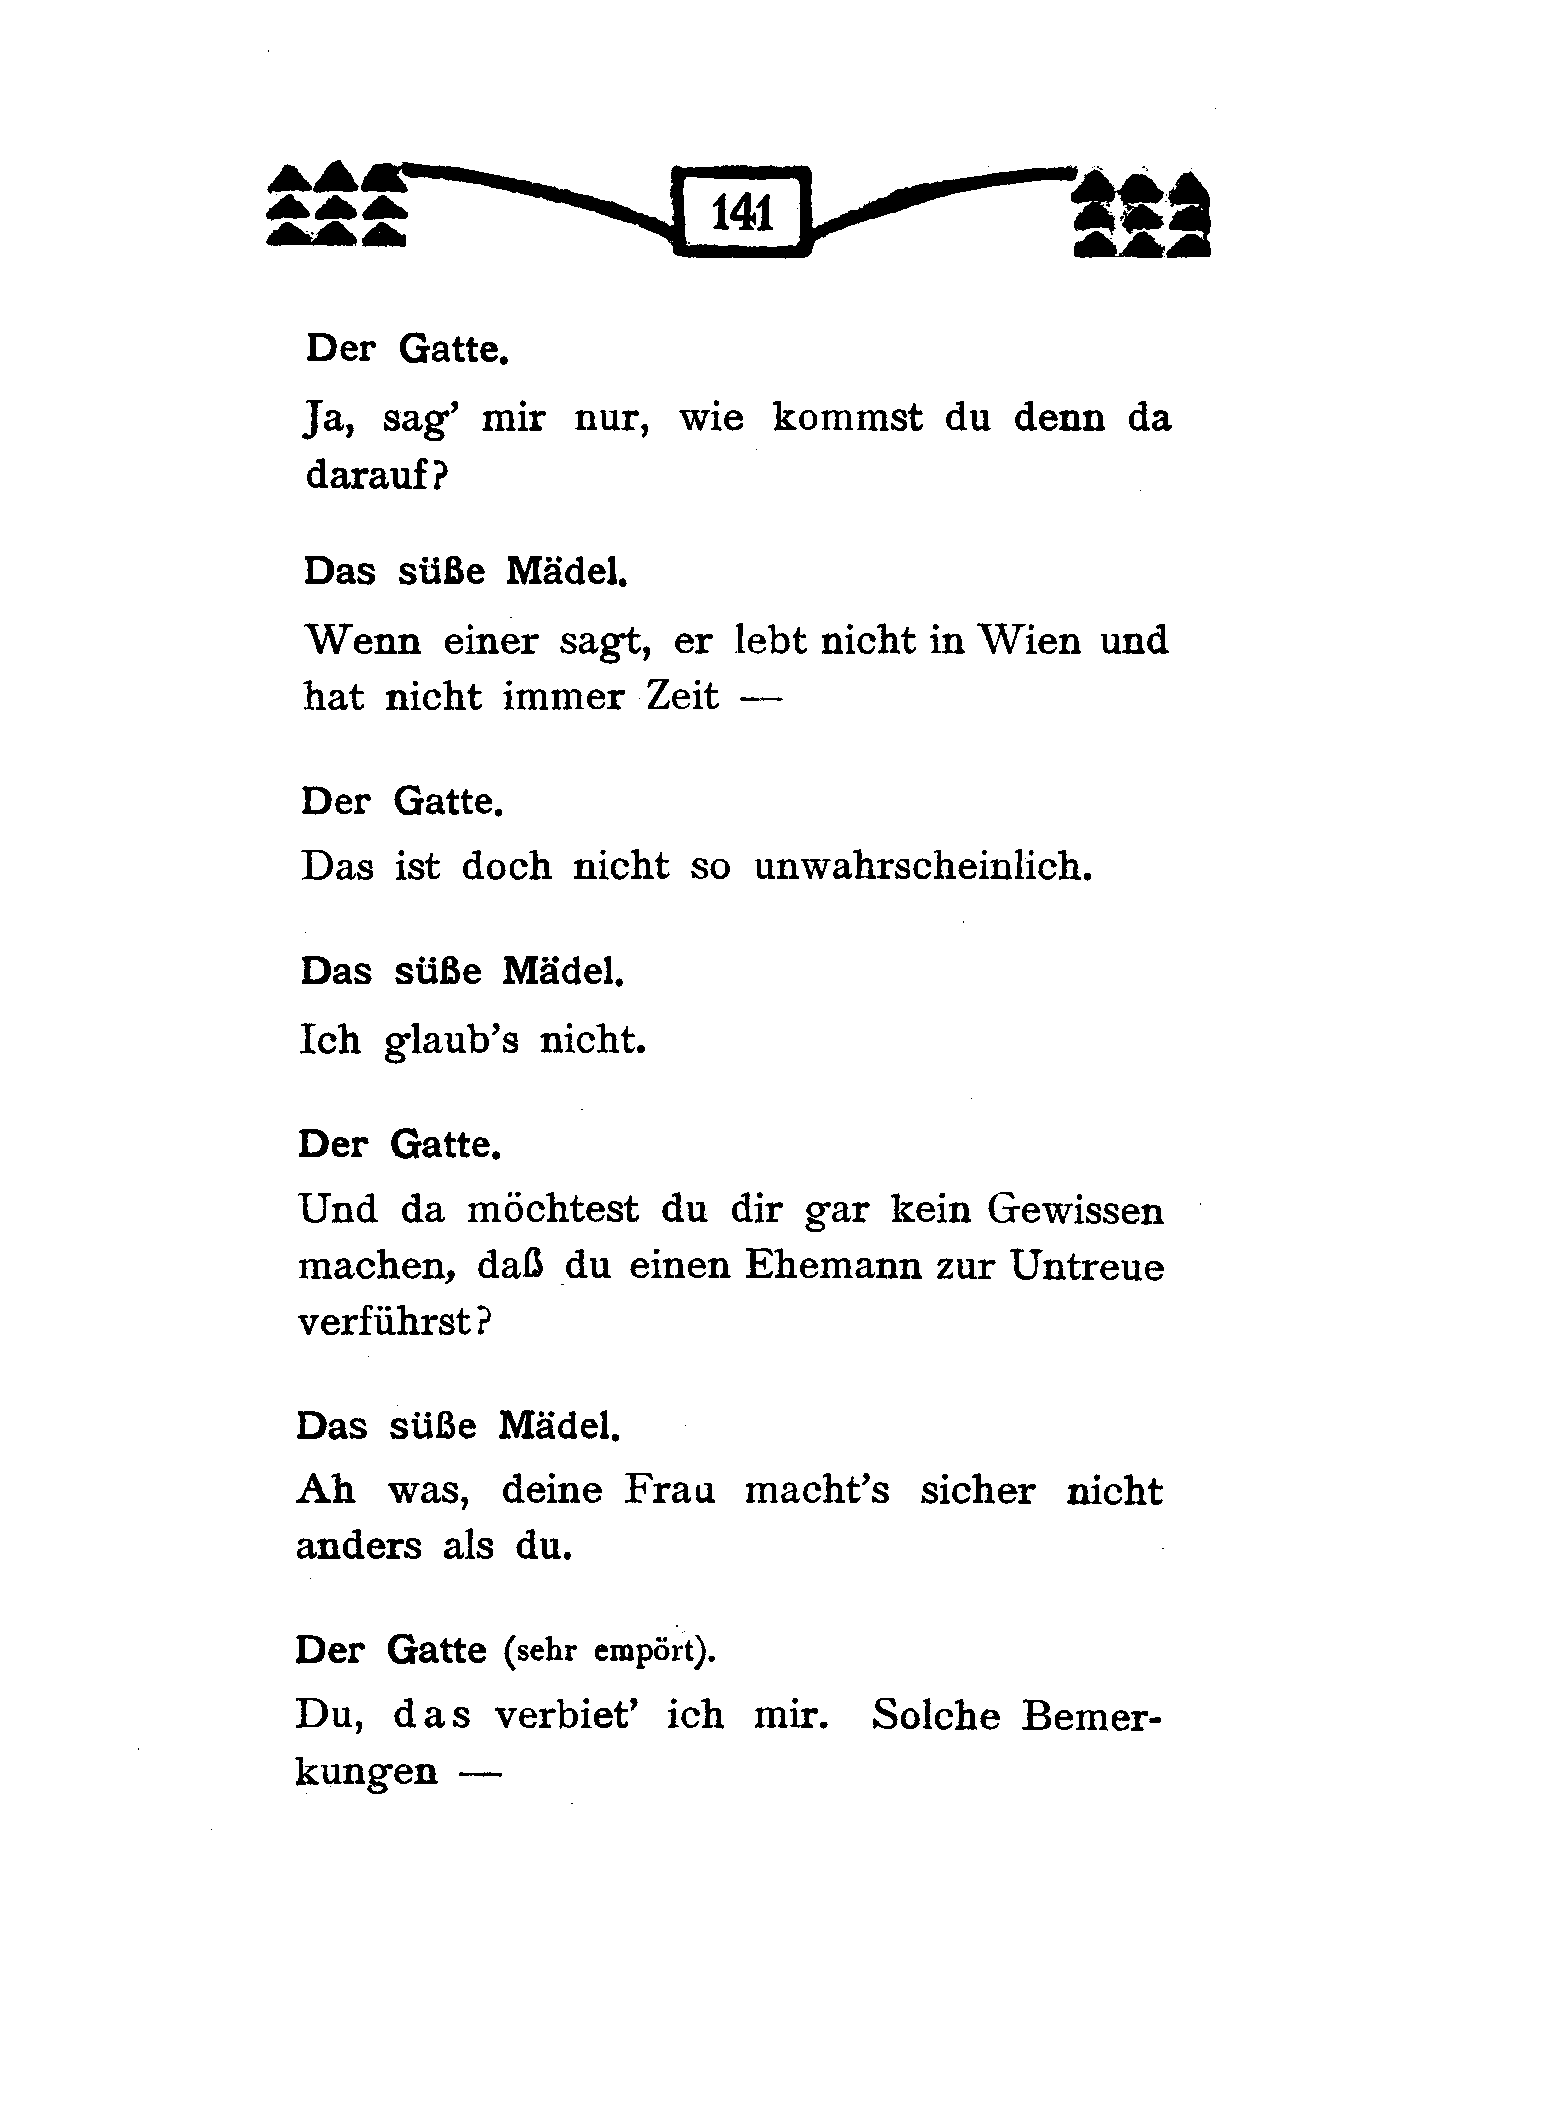 141
Der Gatte.
Ja, sag’ mir nur, wie kommst du denn da
darauf?
Das süße Mädel.
Wenn einer sagt, er lebt nicht in Wien und
hat nicht immer Zeit —
Der Gatte.
Das ist doch nicht so unwahrscheinlich.
Das süße Mädel.
Ich glaub’s nicht.
Der Gatte.
Und da möchtest du dir gar kein Gewissen
machen, daß du einen Ehemann zur Untreue
verführst?
Das süße Mädel.
Ah was, deine Frau macht’s sicher nicht
anders als du.
Der Gatte (sehr empört).
Du, das verbiet’ ich mir. Solche Bemer-
kungen —